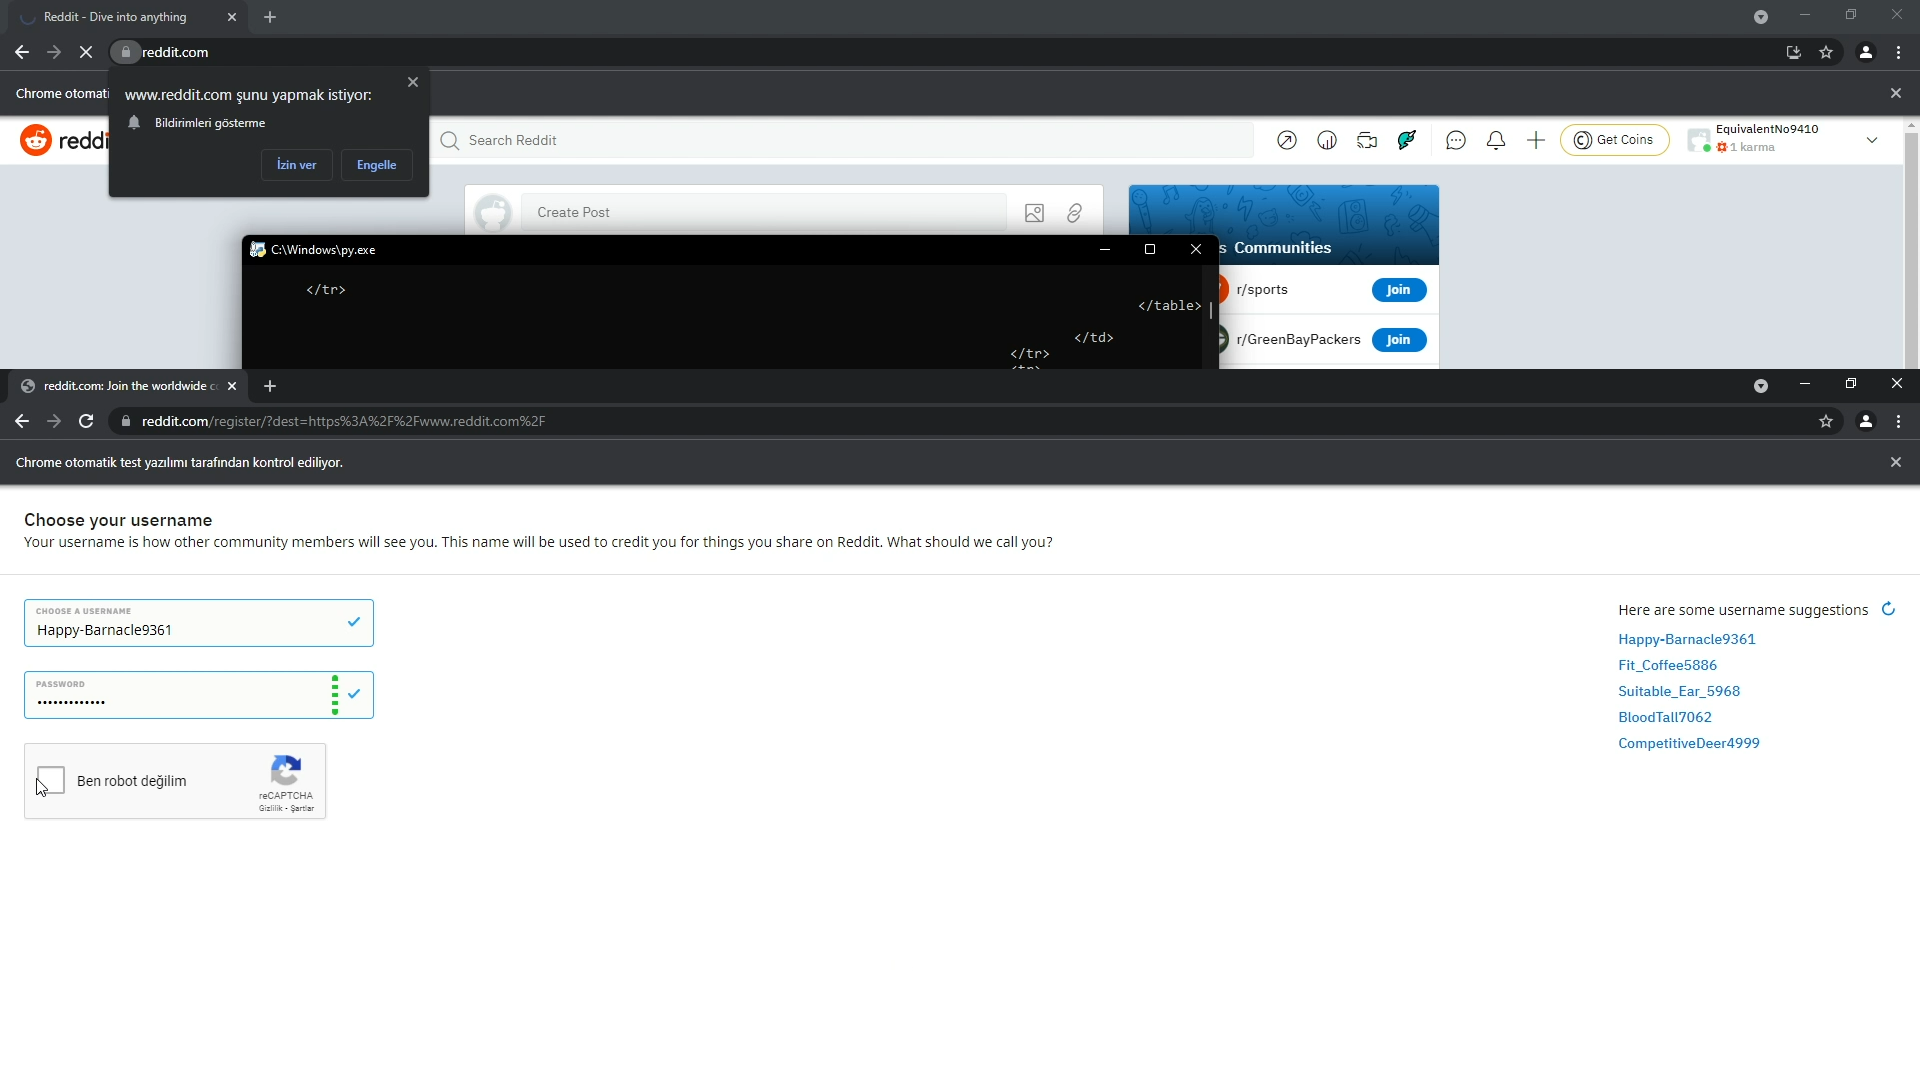 Reddit - Dive into anything
reddit.com
Chrome otomati
www.reddit.com şunu yapmak istiyor:
Bildirimleri gösterme
İzin ver
Engelle
reddi
Search Reddit
Get Coins
EquivalentNo9410
1 karma
Create Post
s Communities
r/sports
Join
r/GreenBayPackers
Join
C:\Windows\py.exe
</tr>
</table>
</td>
</tr>
<tr>
reddit.com: Join the worldwide c
reddit.com/register/?dest=https%3A%2F%2Fwww.reddit.com%2F
Chrome otomatik test yazılımı tarafından kontrol ediliyor.
Choose your username
Your username is how other community members will see you. This name will be used to credit you for things you share on Reddit. What should we call you?
CHOOSE A USERNAME
Happy-Barnacle9361
PASSWORD
•••••••••••••
Ben robot değilim
reCAPTCHA
Gizlilik - Şartlar
Here are some username suggestions
Happy-Barnacle9361
Fit_Coffee5886
Suitable_Ear_5968
BloodTall7062
CompetitiveDeer4999